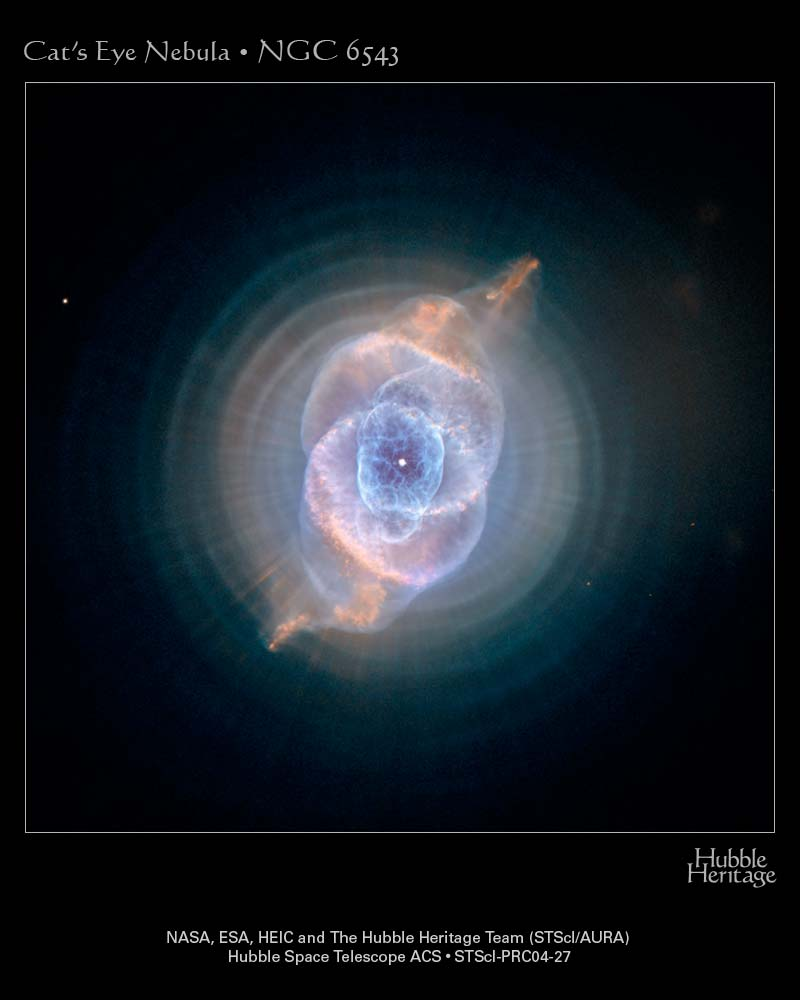 Cat's Eye Nebula • NGC 6543
Hubble
Heritage
NASA, ESA, HEIC and The Hubble Heritage Team (STScI/AURA)
Hubble Space Telescope ACS • STScI-PRC04-27